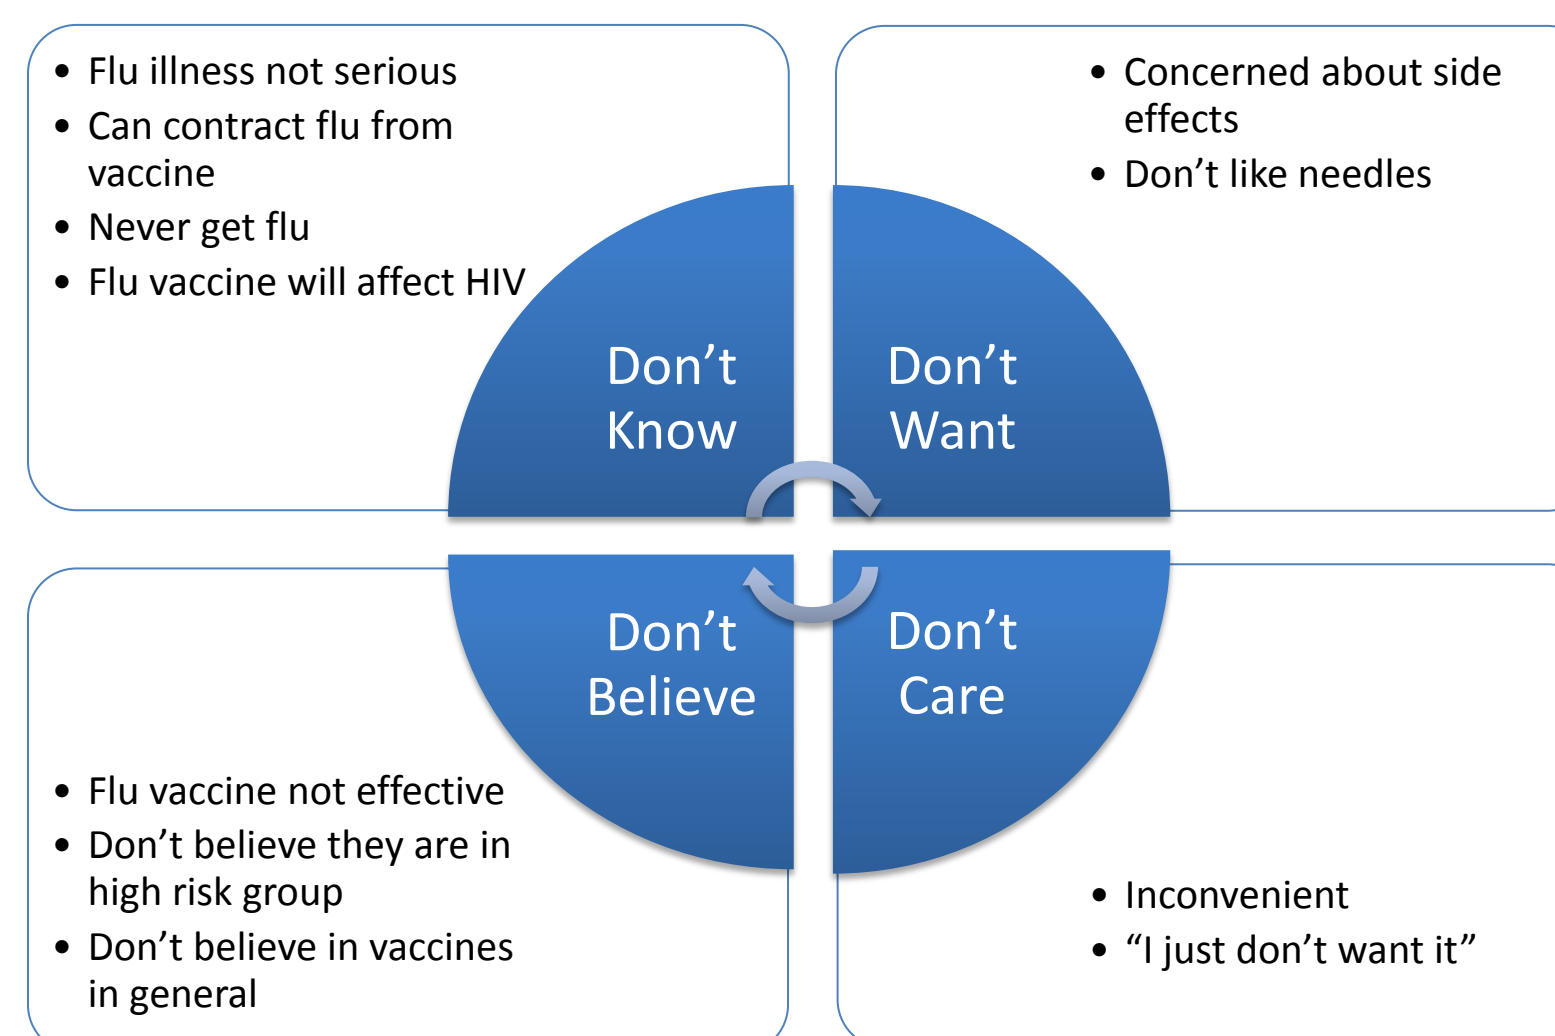 • Flu illness not serious
• Can contract flu from
vaccine
• Never get flu
• Flu vaccine will affect HIV
• Concerned about side
effects
• Don’t like needles
Don’t
Know
Don’t
Want
Don’t
Believe
Don’t
Care
• Flu vaccine not effective
• Don’t believe they are in
high risk group
• Don’t believe in vaccines
in general
• Inconvenient
• “I just don’t want it”